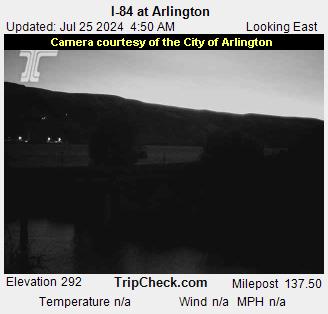 I-84 at Arlington
Updated: Jul 25 2024 4:50 AM Looking East
Camera courtesy of the City of Arlington
Elevation 292 TripCheck.com Milepost 137.50
Temperature n/a Wind n/a MPH n/a